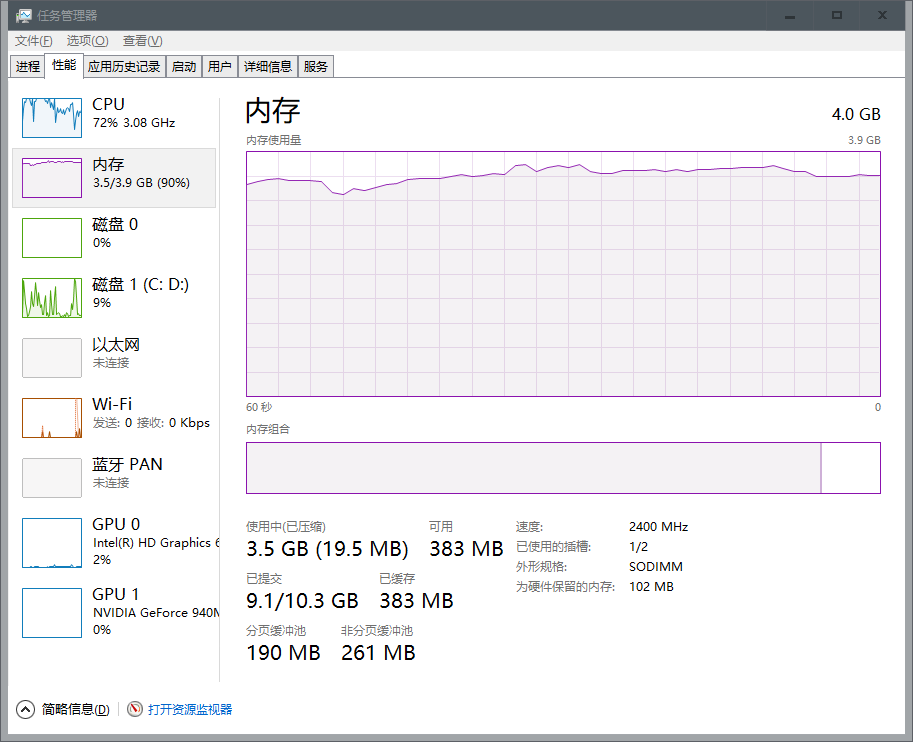 任务管理器
文件(F) 选项(O) 查看(V)
进程 性能 应用历史记录 启动 用户 详细信息 服务
CPU
72% 3.08 GHz
内存
3.5/3.9 GB (90%)
磁盘 0
0%
磁盘 1 (C: D:)
9%
以太网
未连接
Wi-Fi
发送: 0 接收: 0 Kbps
蓝牙 PAN
未连接
GPU 0
Intel(R) HD Graphics 6
2%
GPU 1
NVIDIA GeForce 940M
0%
内存 4.0 GB
内存使用量 3.9 GB
60 秒 0
内存组合
使用中(已压缩) 可用
3.5 GB (19.5 MB) 383 MB
已提交 已缓存
9.1/10.3 GB 383 MB
分页缓冲池 非分页缓冲池
190 MB 261 MB
速度: 2400 MHz
已使用的插槽: 1/2
外形规格: SODIMM
为硬件保留的内存: 102 MB
简略信息(D) 打开资源监视器